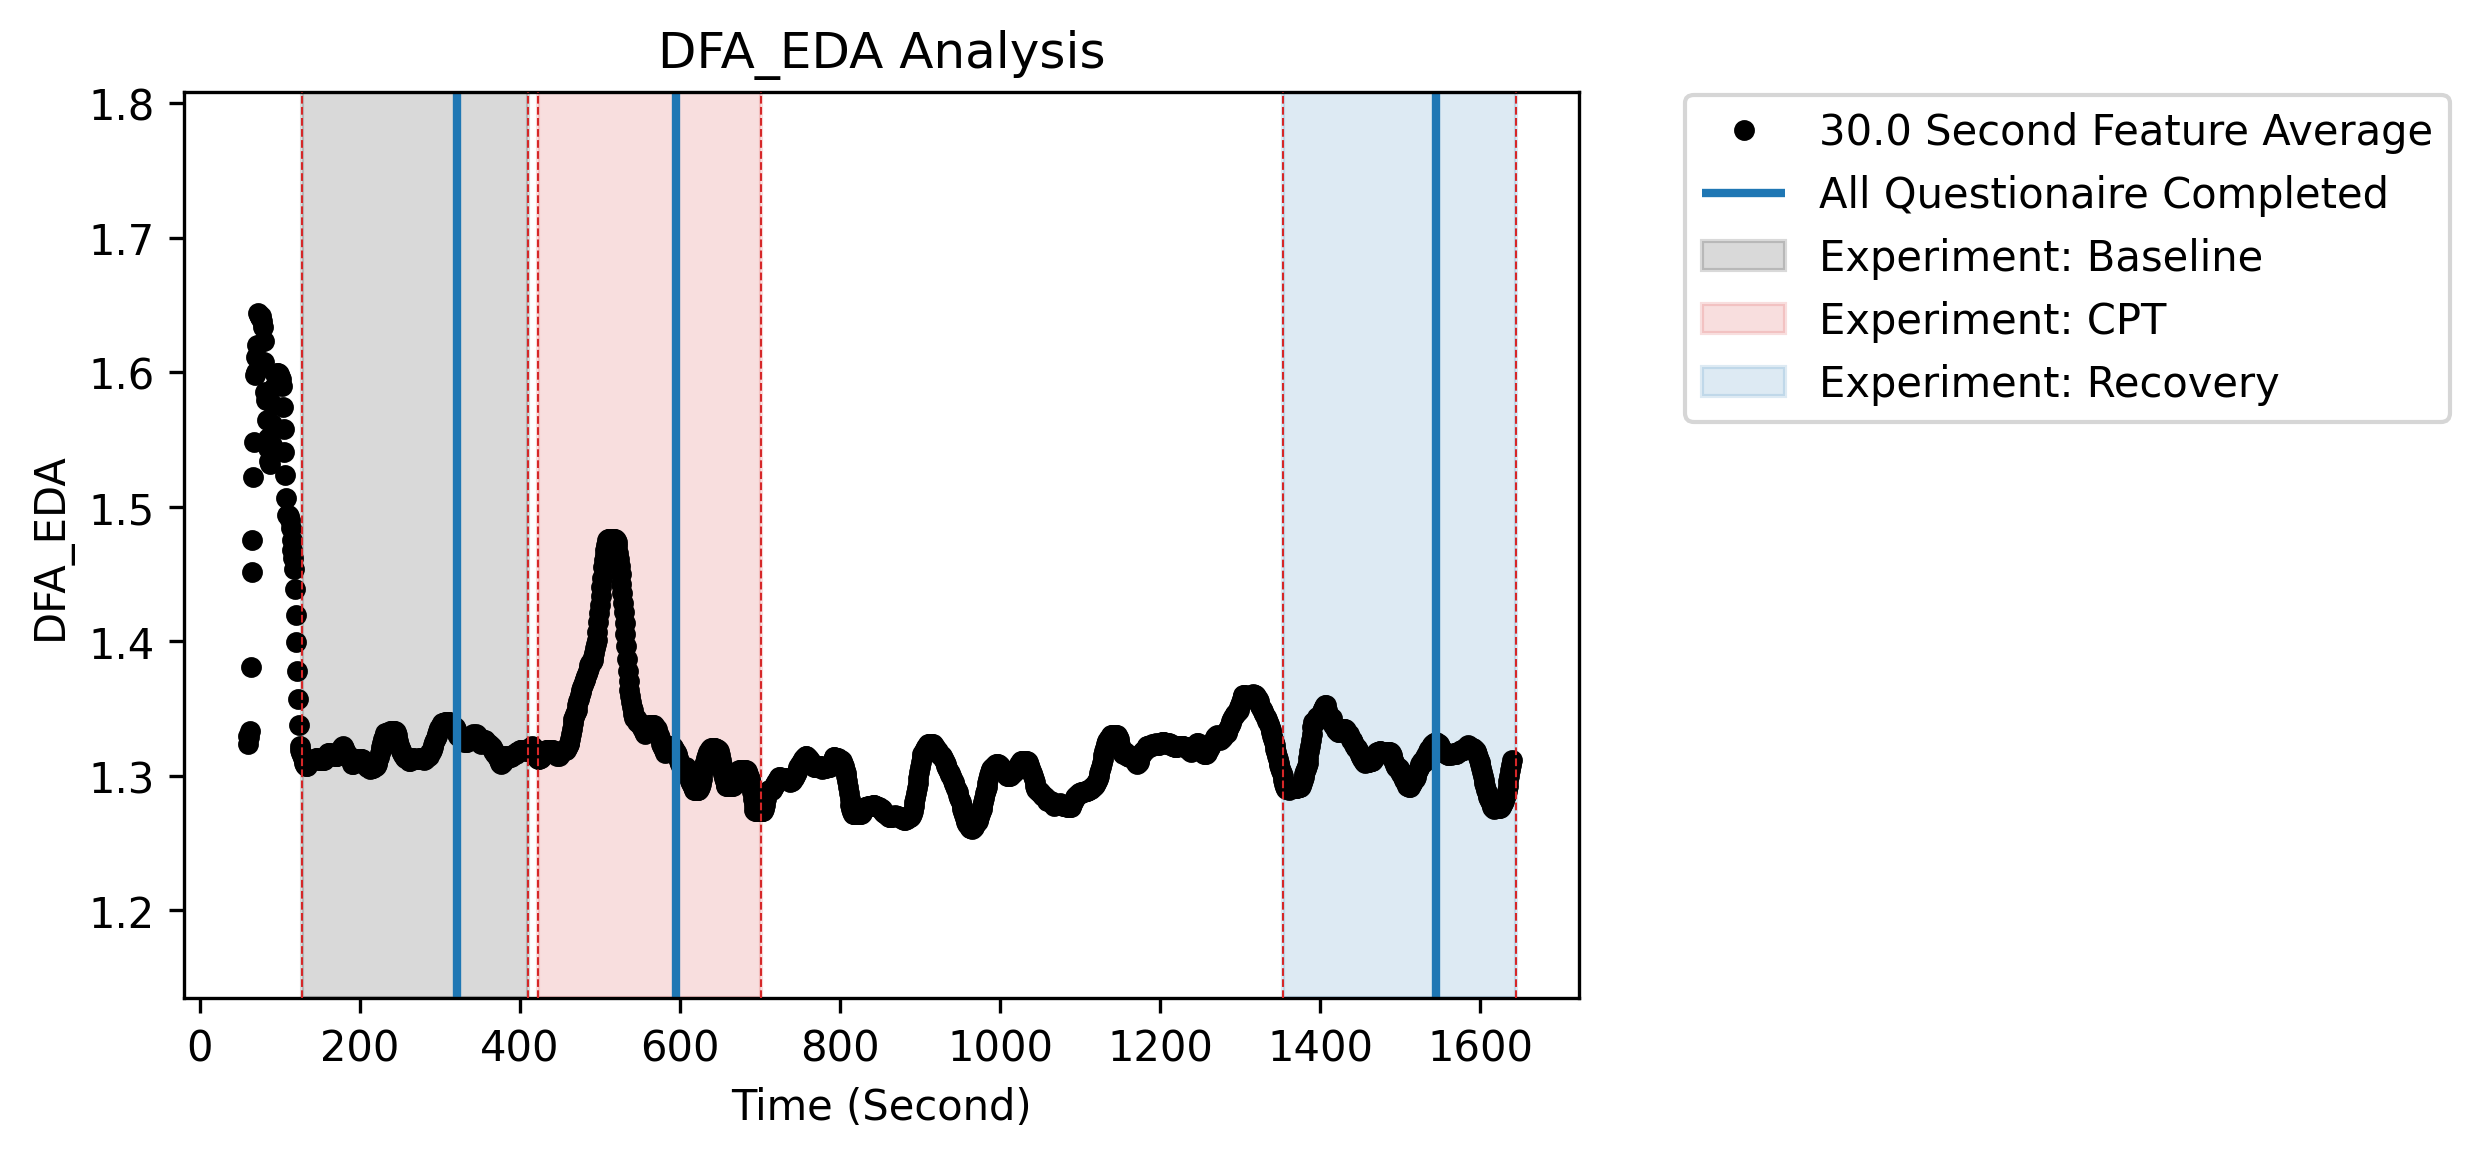 DFA_EDA Analysis
DFA_EDA
1.8
1.7
1.6
1.5
1.4
1.3
1.2
0 200 400 600 800 1000 1200 1400 1600
Time (Second)
30.0 Second Feature Average
All Questionaire Completed
Experiment: Baseline
Experiment: CPT
Experiment: Recovery